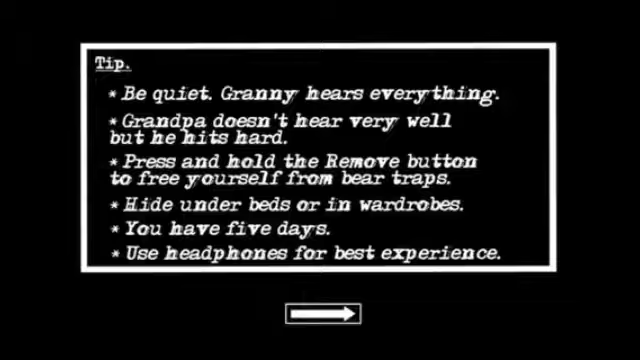 Tip.
* Be quiet. Granny hears everything.
* Grandpa doesn't hear very well
but he hits hard.
* Press and hold the Remove button
to free yourself from bear traps.
* Hide under beds or in wardrobes.
* You have five days.
* Use headphones for best experience.